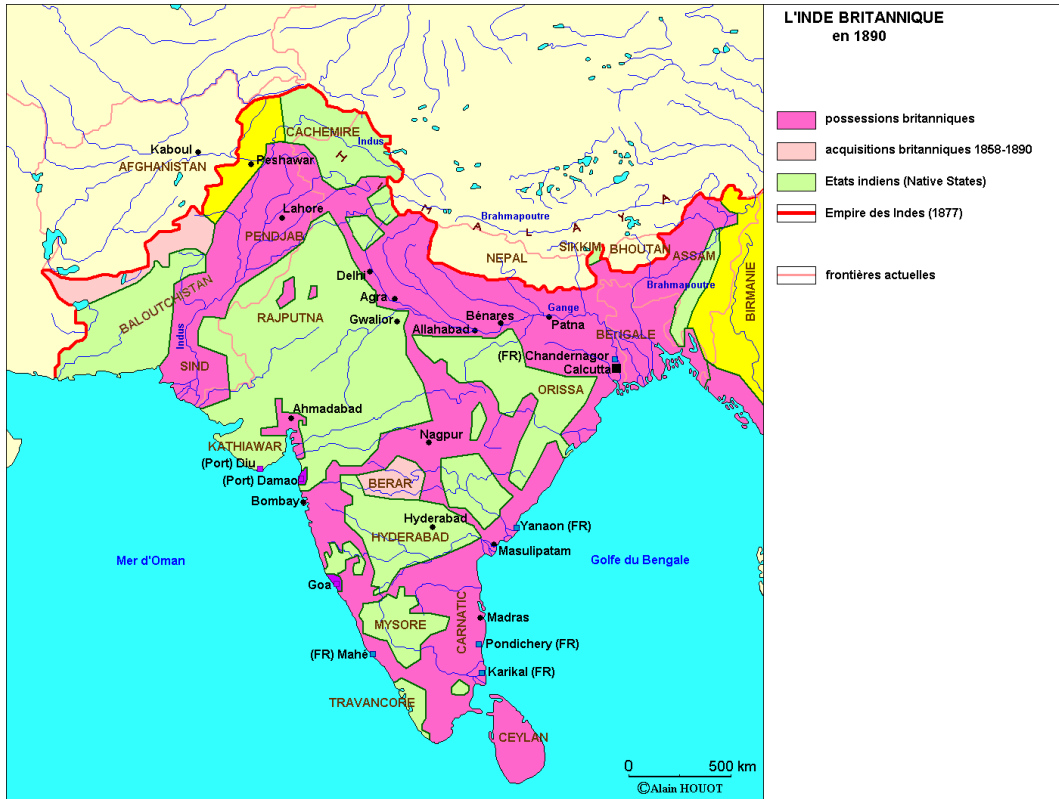 L'INDE BRITANNIQUE
en 1890
possessions britanniques
acquisitions britanniques 1858-1890
Etats indiens (Native States)
Empire des Indes (1877)
frontières actuelles
CACHEMIRE
Indus
Kaboul
AFGHANISTAN
Peshawar
H I M A L A Y A
Brahmapoutre
Lahore
PENDJAB
SIKKIM
BHOUTAN
ASSAM
NEPAL
BIRMANIE
Delhi
BALOUTCHISTAN
Brahmapoutre
Agra
RAJPUTNA
Gange
Gwalior
Bénares
Patna
Allahabad
BENGALE
Indus
(FR) Chandernagor
SIND
Calcutta
ORISSA
Ahmadabad
Nagpur
KATHIAWAR
(Port) Diu
(Port) Damao
BERAR
Bombay
Hyderabad
HYDERABAD
Yanaon (FR)
Masulipatam
Mer d'Oman
Golfe du Bengale
Goa
CARNATIC
Madras
MYSORE
Pondichery (FR)
(FR) Mahé
Karikal (FR)
TRAVANCORE
CEYLAN
0 500 km
©Alain HOUOT